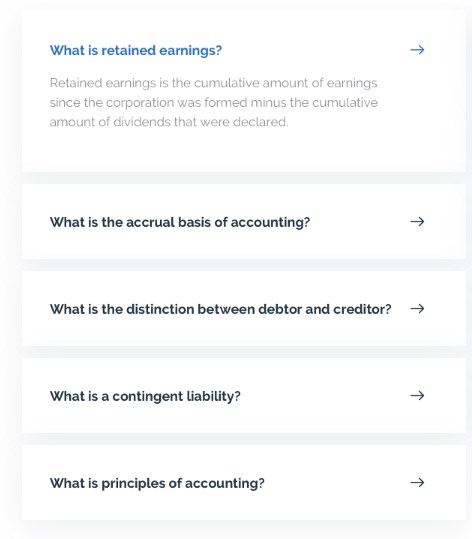 What is retained earnings?
Retained earnings is the cumulative amount of earnings
since the corporation was formed minus the cumulative
amount of dividends that were declared.
What is the accrual basis of accounting?
What is the distinction between debtor and creditor?
What is a contingent liability?
What is principles of accounting?